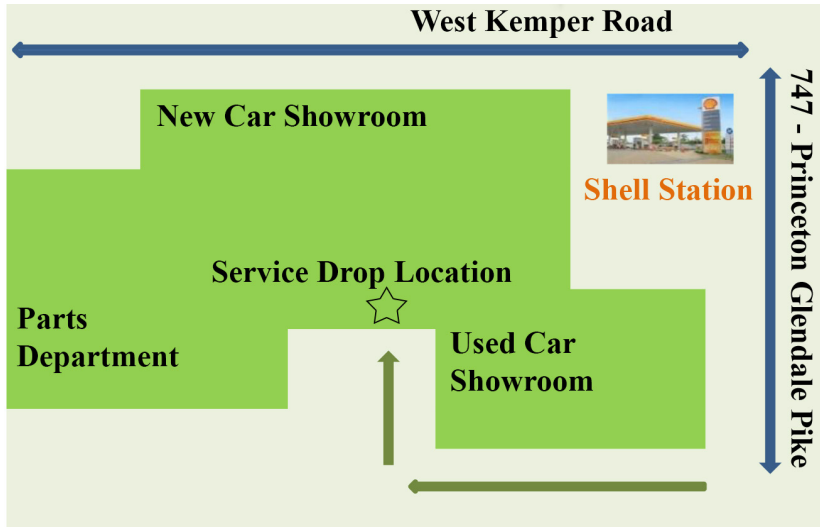 West Kemper Road
New Car Showroom
Shell Station
747 - Princeton Glendale Pike
Service Drop Location
Parts
Department
Used Car
Showroom